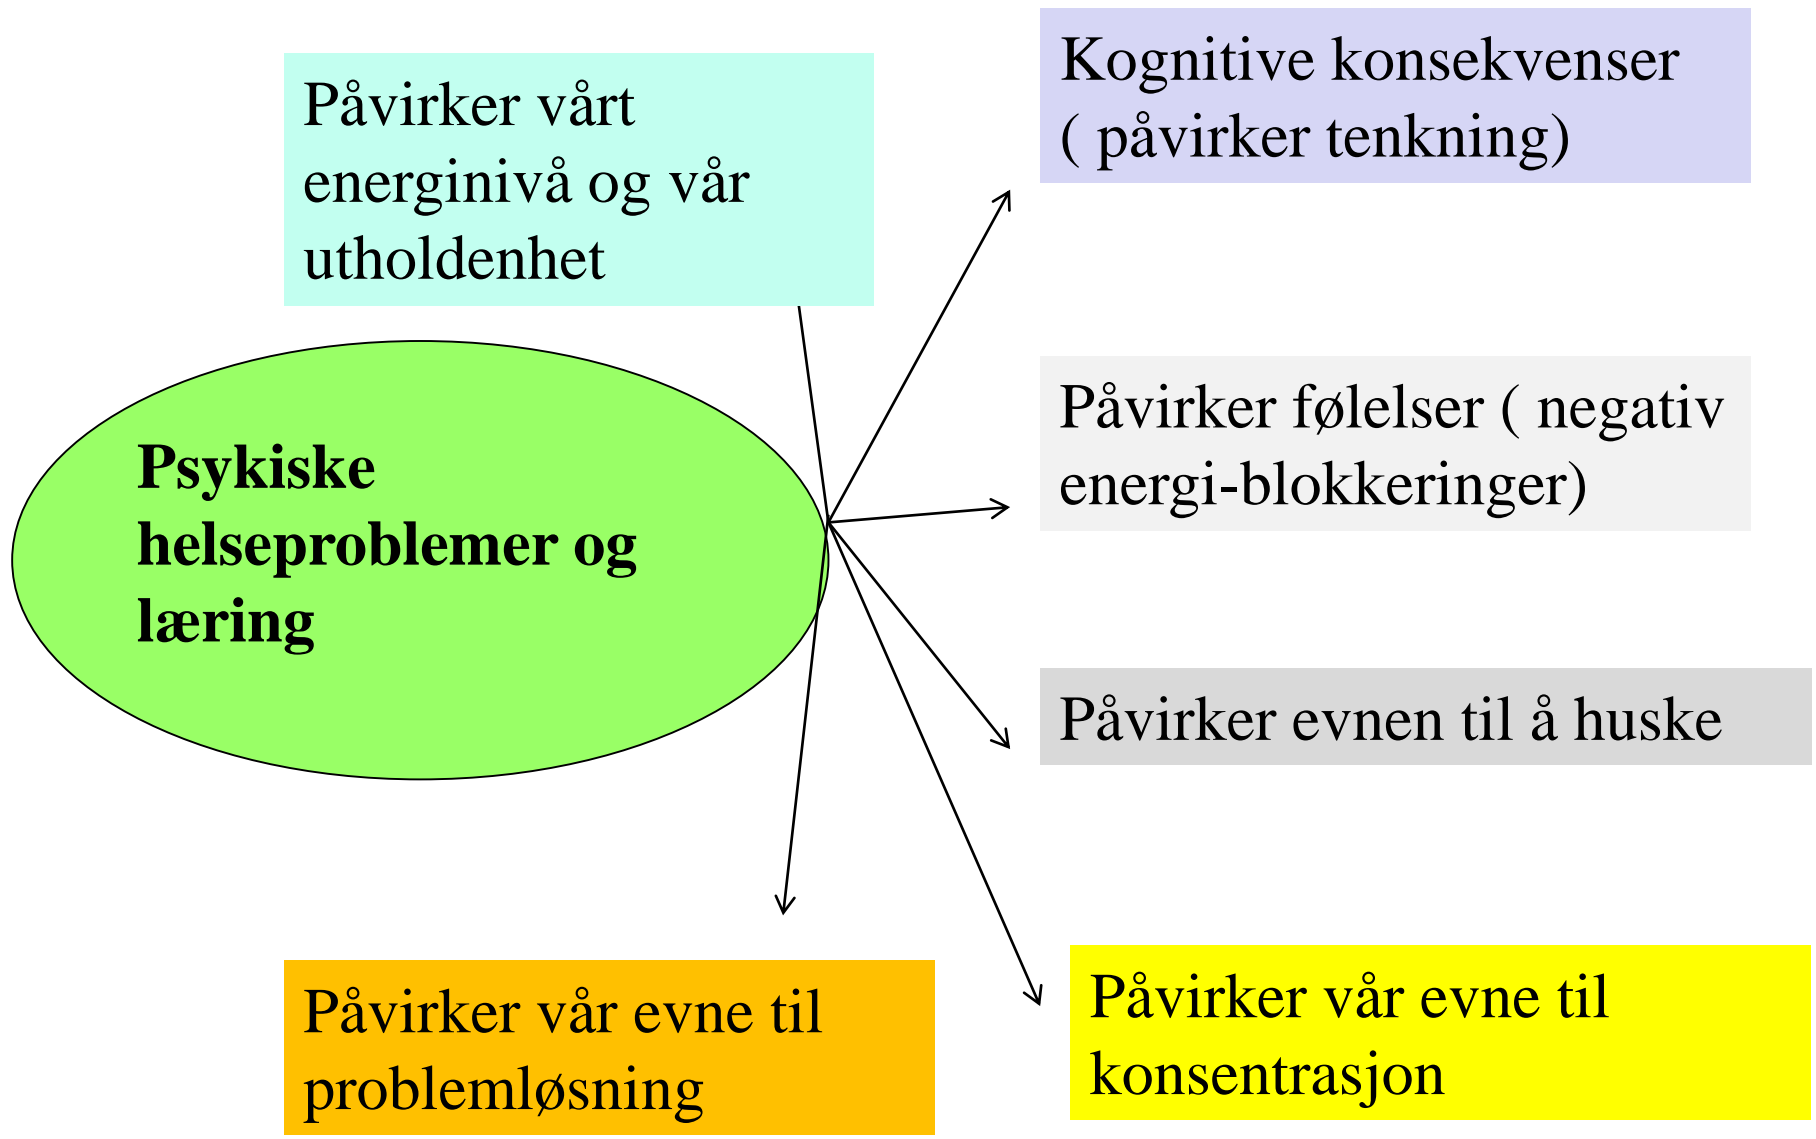 Påvirker vårt
energinivå og vår
utholdenhet
Kognitive konsekvenser
( påvirker tenkning)
Psykiske
helseproblemer og
læring
Påvirker følelser ( negativ
energi-blokkeringer)
Påvirker evnen til å huske
Påvirker vår evne til
problemløsning
Påvirker vår evne til
konsentrasjon